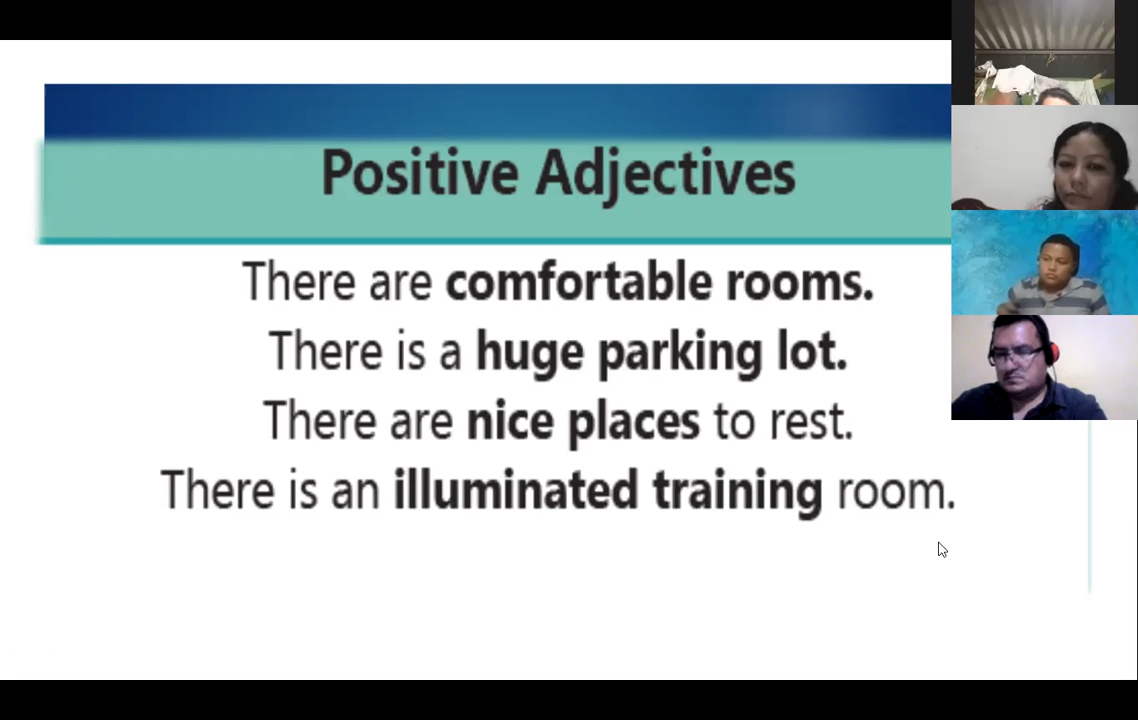 Positive Adjectives
There are comfortable rooms.
There is a huge parking lot.
There are nice places to rest.
There is an illuminated training room.